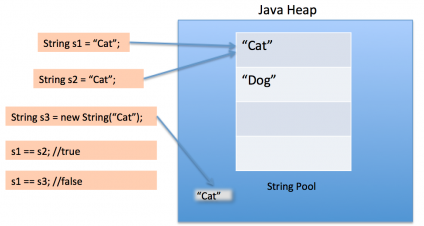 Java Heap
String s1 = “Cat”;
String s2 = “Cat”;
String s3 = new String(“Cat”);
s1 == s2; //true
s1 == s3; //false
“Cat”
“Dog”
“Cat”
String Pool